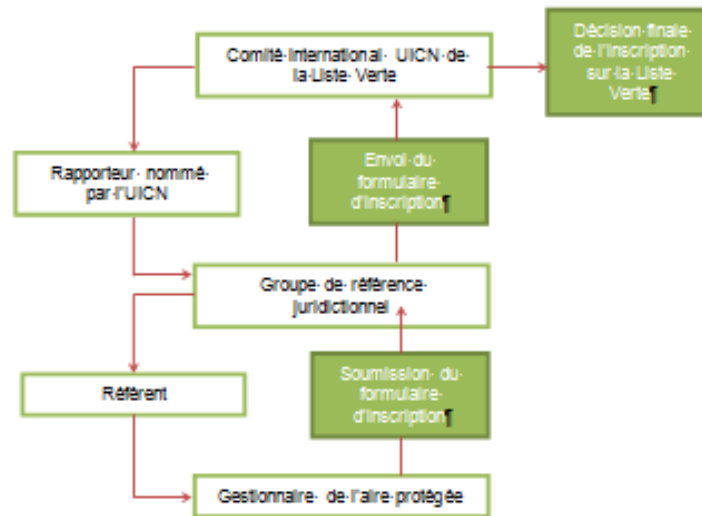 Comité International UICN de
la Liste Verte
Décision finale
de l'inscription
sur la Liste
Verte¶
Envoi du
formulaire
d'inscription¶
Rapporteur nommé
par l'UICN
Groupe de référence
juridictionnel
Référent
Soumission du
formulaire
d'inscription¶
Gestionnaire de l'aire protégée